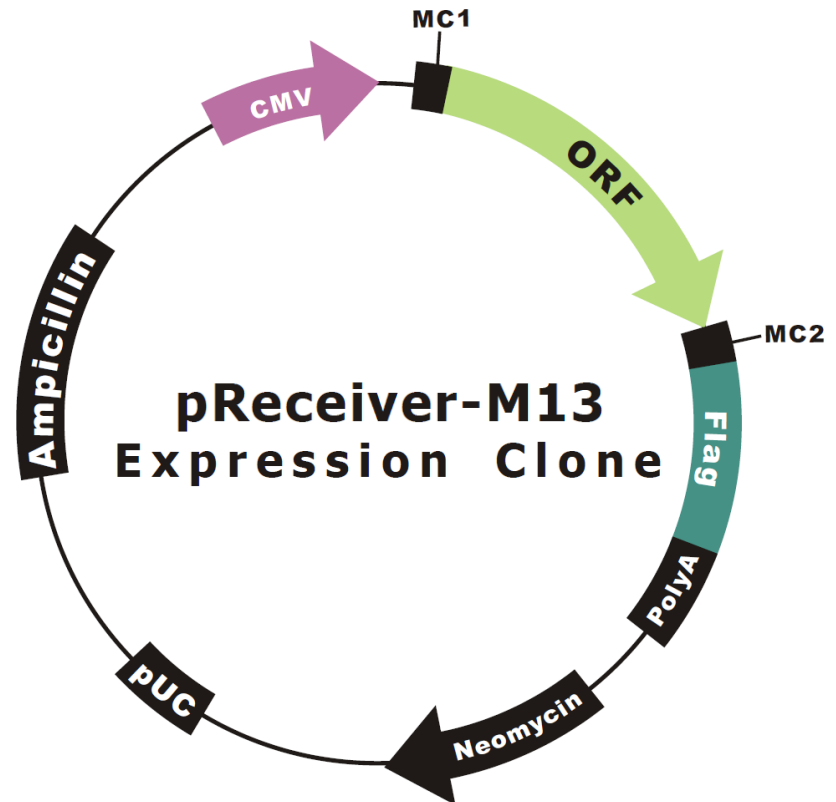 MC1
CMV
ORF
MC2
Ampicillin
pReceiver-M13
Expression Clone
Flag
PolyA
pUC
Neomycin